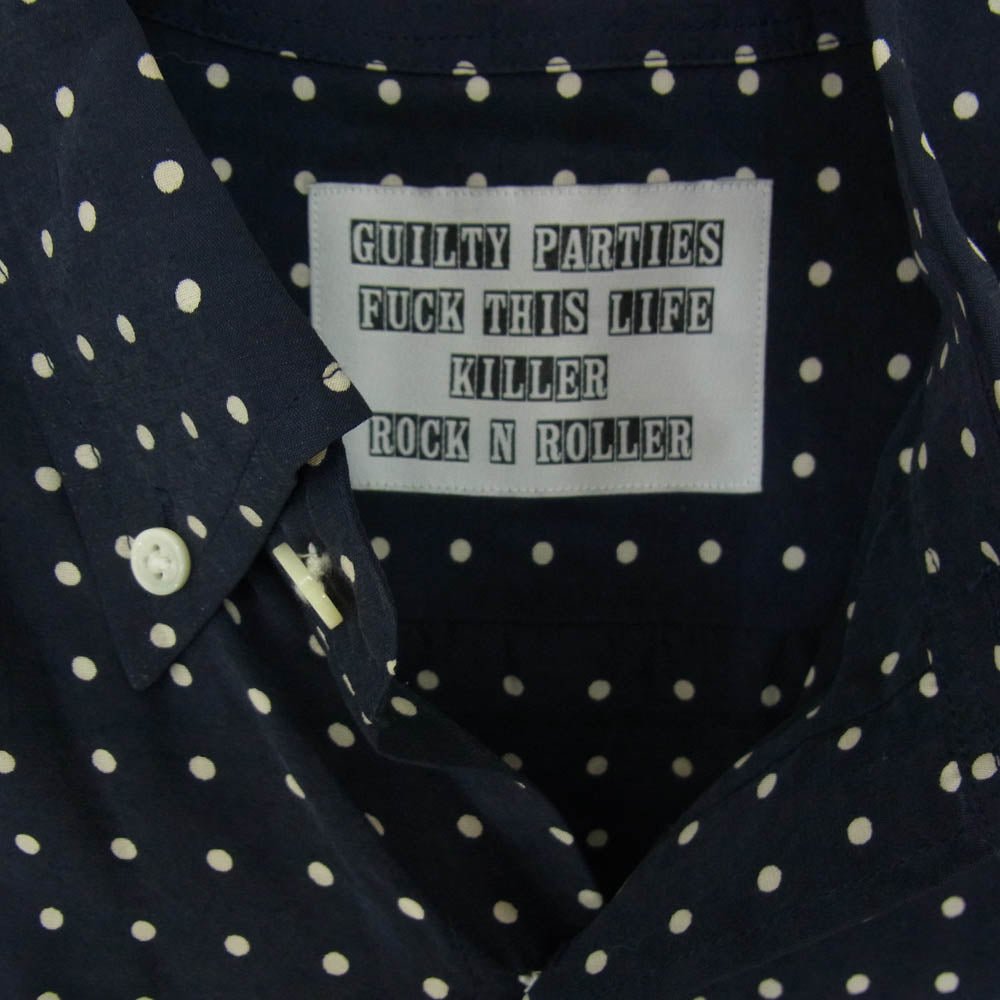 GUILTY PARTIES
FUCK THIS LIFE
KILLER
ROCK N ROLLER